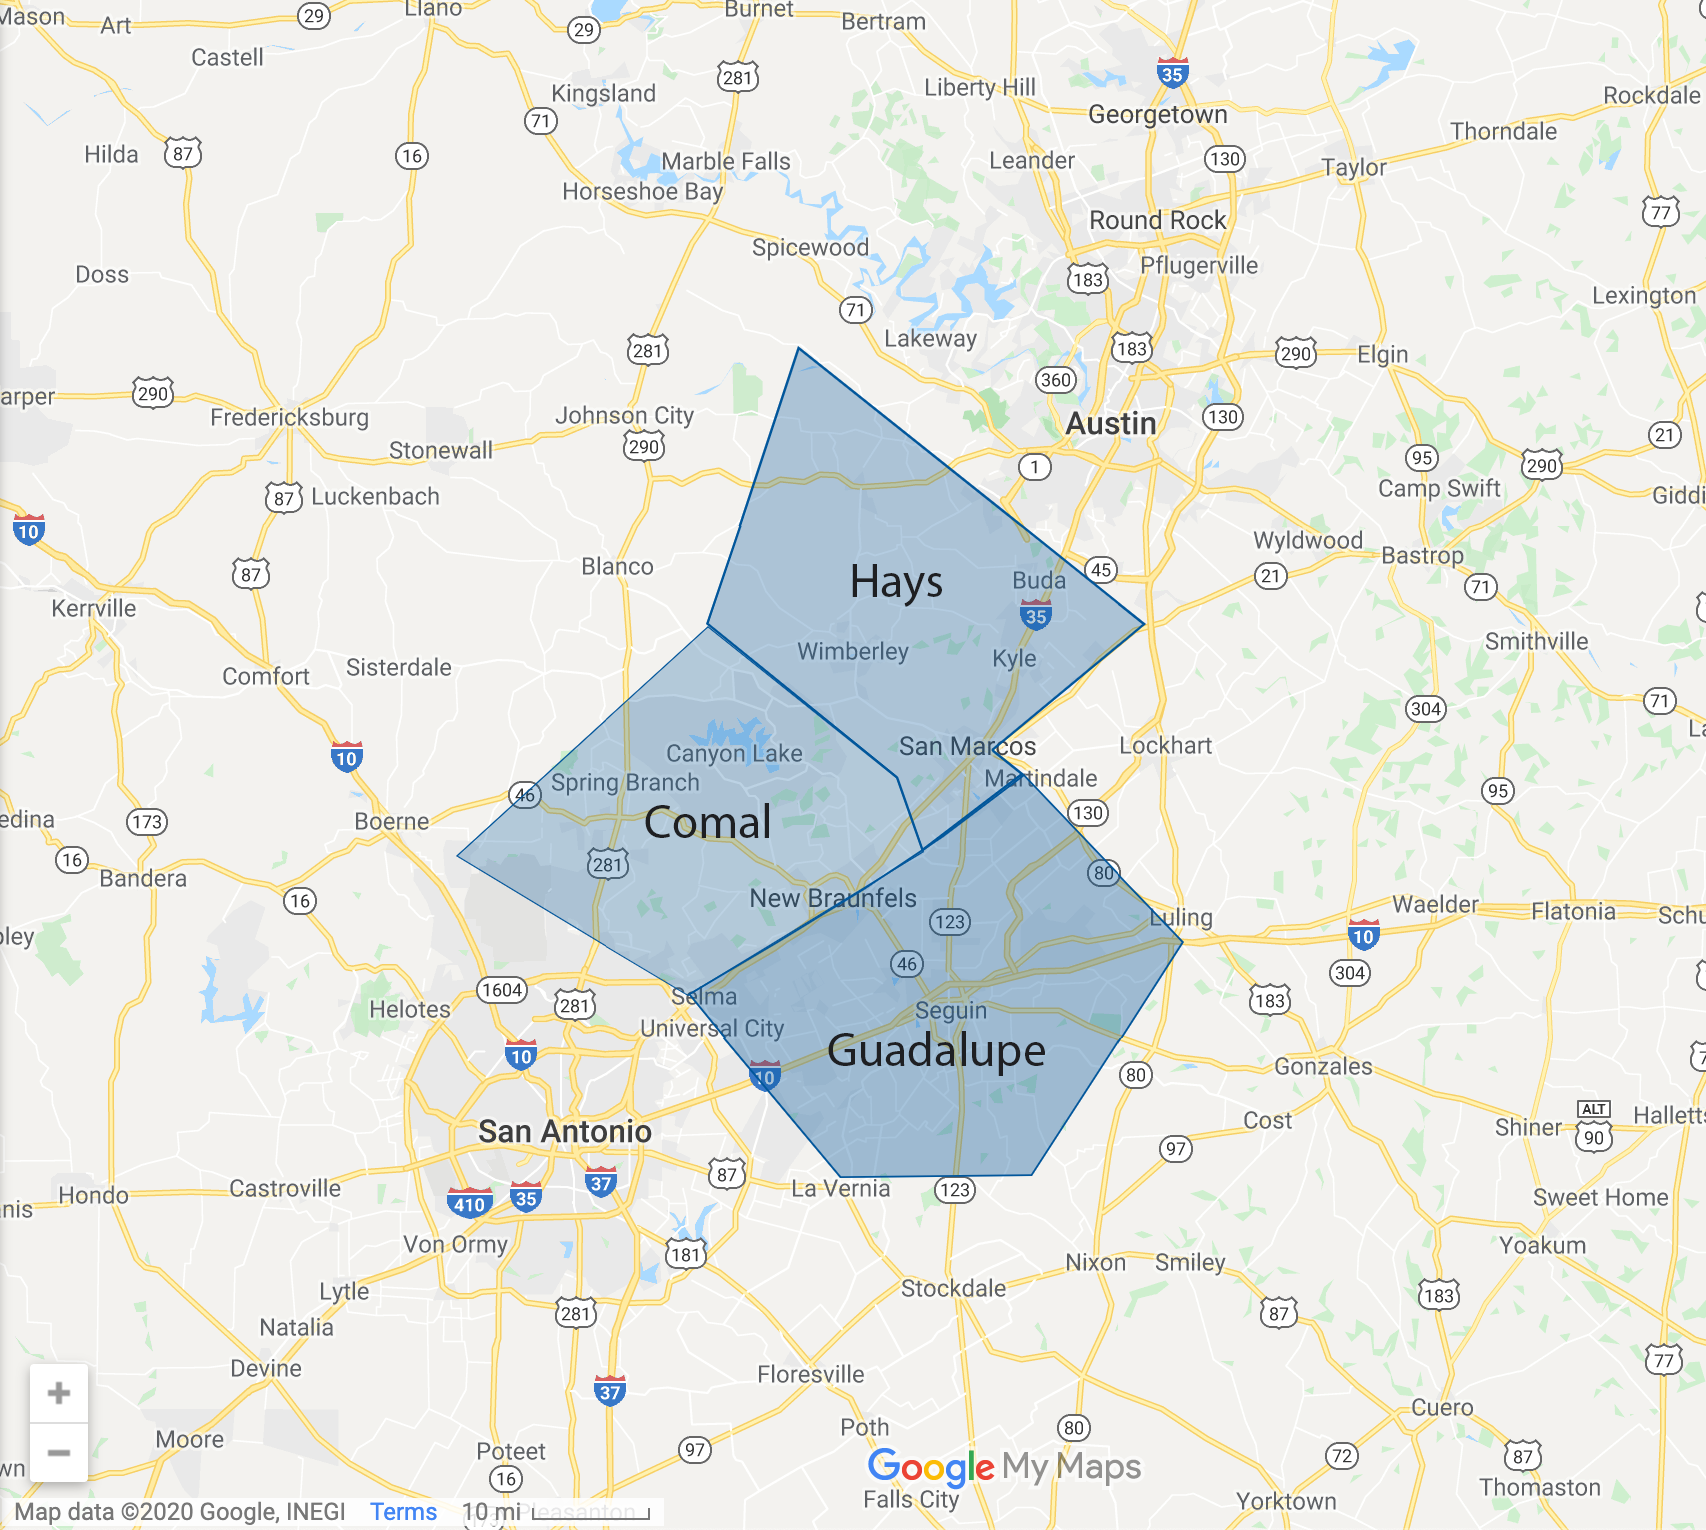 Mason
Art
29
Llano
Burnet
Bertram
29
Castell
281
35
Liberty Hill
Kingsland
Georgetown
Rockdale
71
Thorndale
Hilda
87
16
Marble Falls
Leander
130
Taylor
Horseshoe Bay
Round Rock
77
Spicewood
Doss
183
Pflugerville
Lexington
71
281
Lakeway
183
290
Elgin
arper
290
360
Fredericksburg
Johnson City
Austin
130
Stonewall
290
21
1
95
290
87
Luckenbach
Camp Swift
Giddi
10
Wyldwood
Bastrop
Blanco
87
Hays
Buda
45
21
71
Kerrville
35
Smithville
Wimberley
Kyle
Comfort
Sisterdale
304
71
San Marcos
Lockhart
La
10
Canyon Lake
Martindale
Spring Branch
46
95
edina
173
Boerne
Comal
130
16
Bandera
281
80
New Braunfels
16
Waelder
Flatonia
Schu
123
Luling
10
oley
46
304
1604
Selma
183
Helotes
281
Seguin
Universal City
10
Guadalupe
10
80
Gonzales
7
San Antonio
Cost
ALT
90
Shiner
Halletts
97
Hondo
Castroville
87
La Vernia
123
410
35
37
Sweet Home
anis
Von Ormy
181
Yoakum
Nixon
Smiley
Lytle
Stockdale
183
281
87
Natalia
Devine
Floresville
77
37
Cuero
Poth
80
Moore
Poteet
97
72
87
wn
16
Google My Maps
Thomaston
Falls City
Yorktown
Map data ©2020 Google, INEGI Terms 10 mi
Pleasanton
173